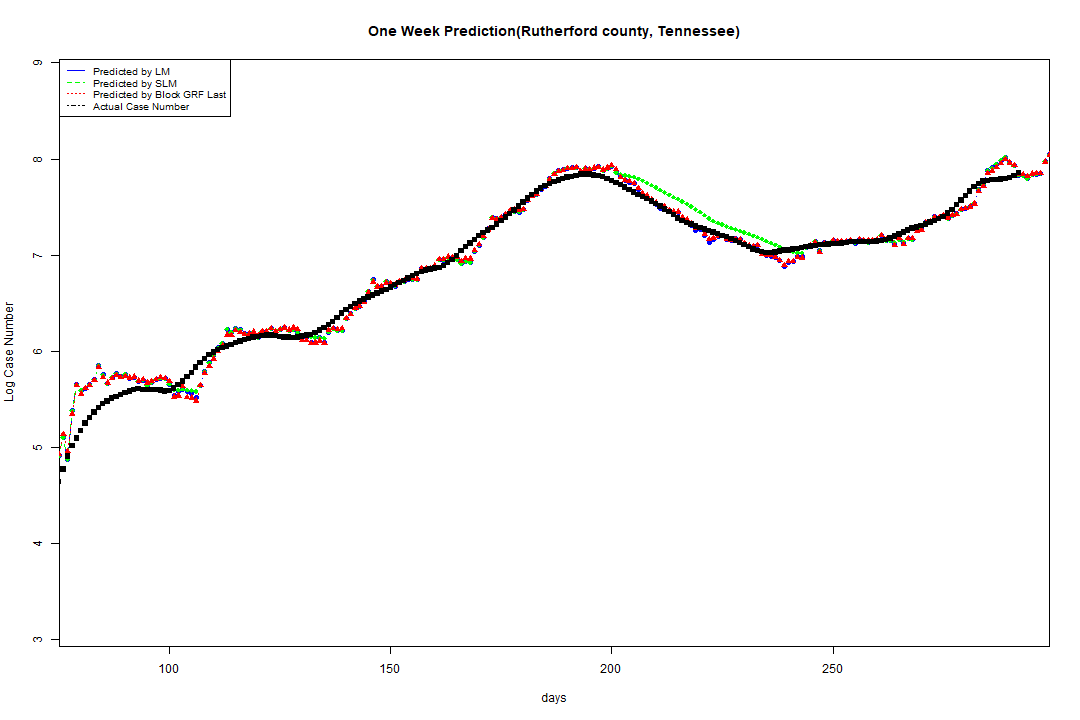 One Week Prediction(Rutherford county, Tennessee)
Predicted by LM
Predicted by SLM
Predicted by Block GRF Last
Actual Case Number
9
8
7
6
5
4
3
Log Case Number
100 150 200 250
days